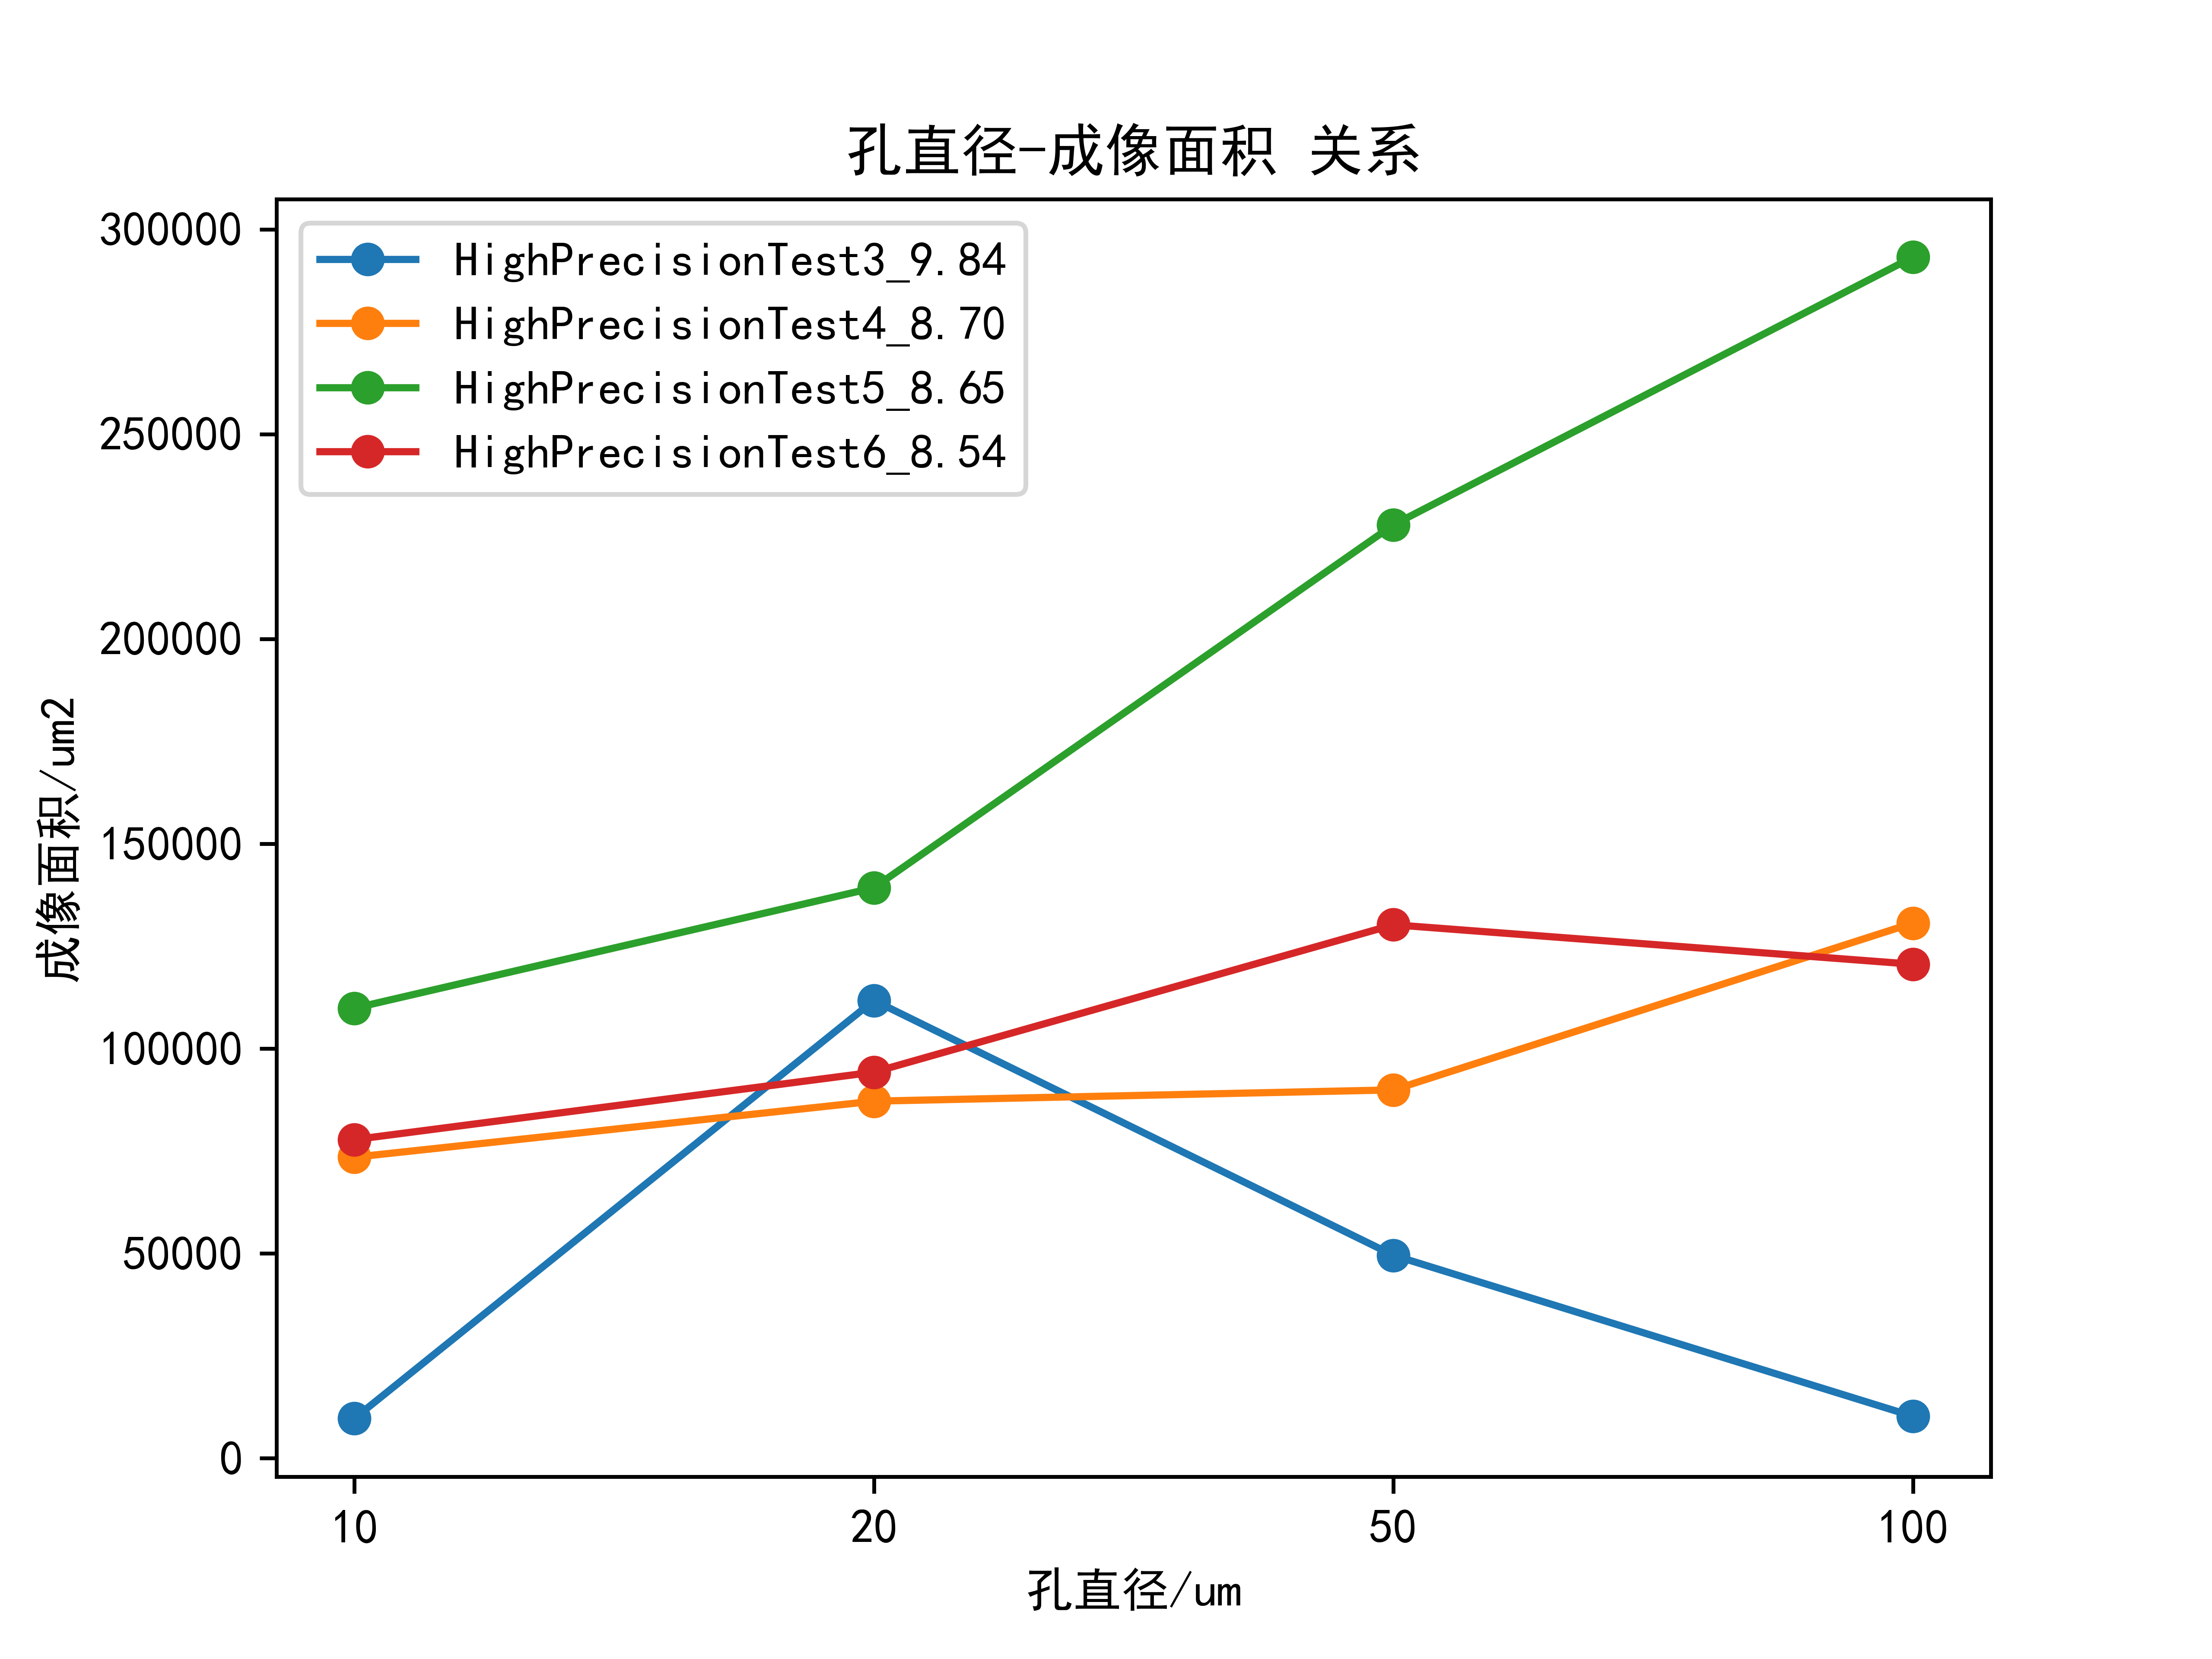 孔直径-成像面积 关系
HighPrecisionTest3_9.84
HighPrecisionTest4_8.70
HighPrecisionTest5_8.65
HighPrecisionTest6_8.54
300000
250000
200000
150000
100000
50000
0
成像面积/um2
10 20 50 100
孔直径/um